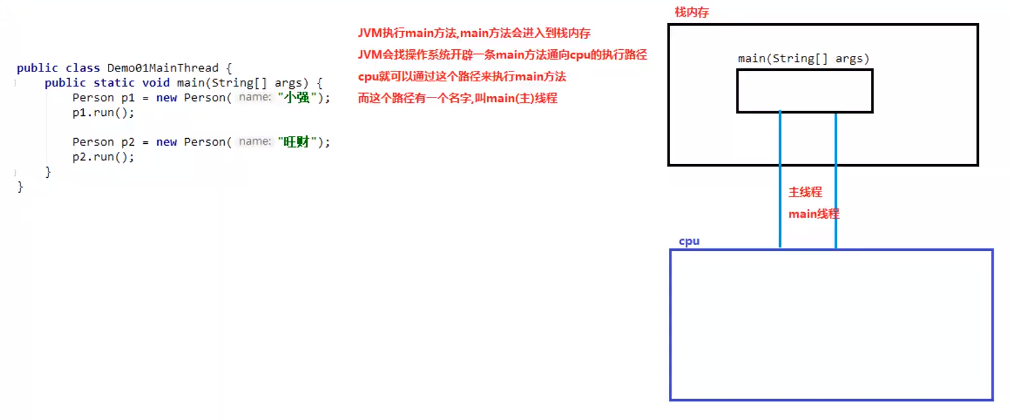 public class Demo01MainThread {
public static void main(String[] args) {
Person p1 = new Person( name: "小强");
p1.run();
Person p2 = new Person( name: "旺财");
p2.run();
}
}
JVM执行main方法,main方法会进入到栈内存
JVM会找操作系统开辟一条main方法通向cpu的执行路径
cpu就可以通过这个路径来执行main方法
而这个路径有一个名字,叫main(主)线程
栈内存
main(String[] args)
主线程
main线程
cpu